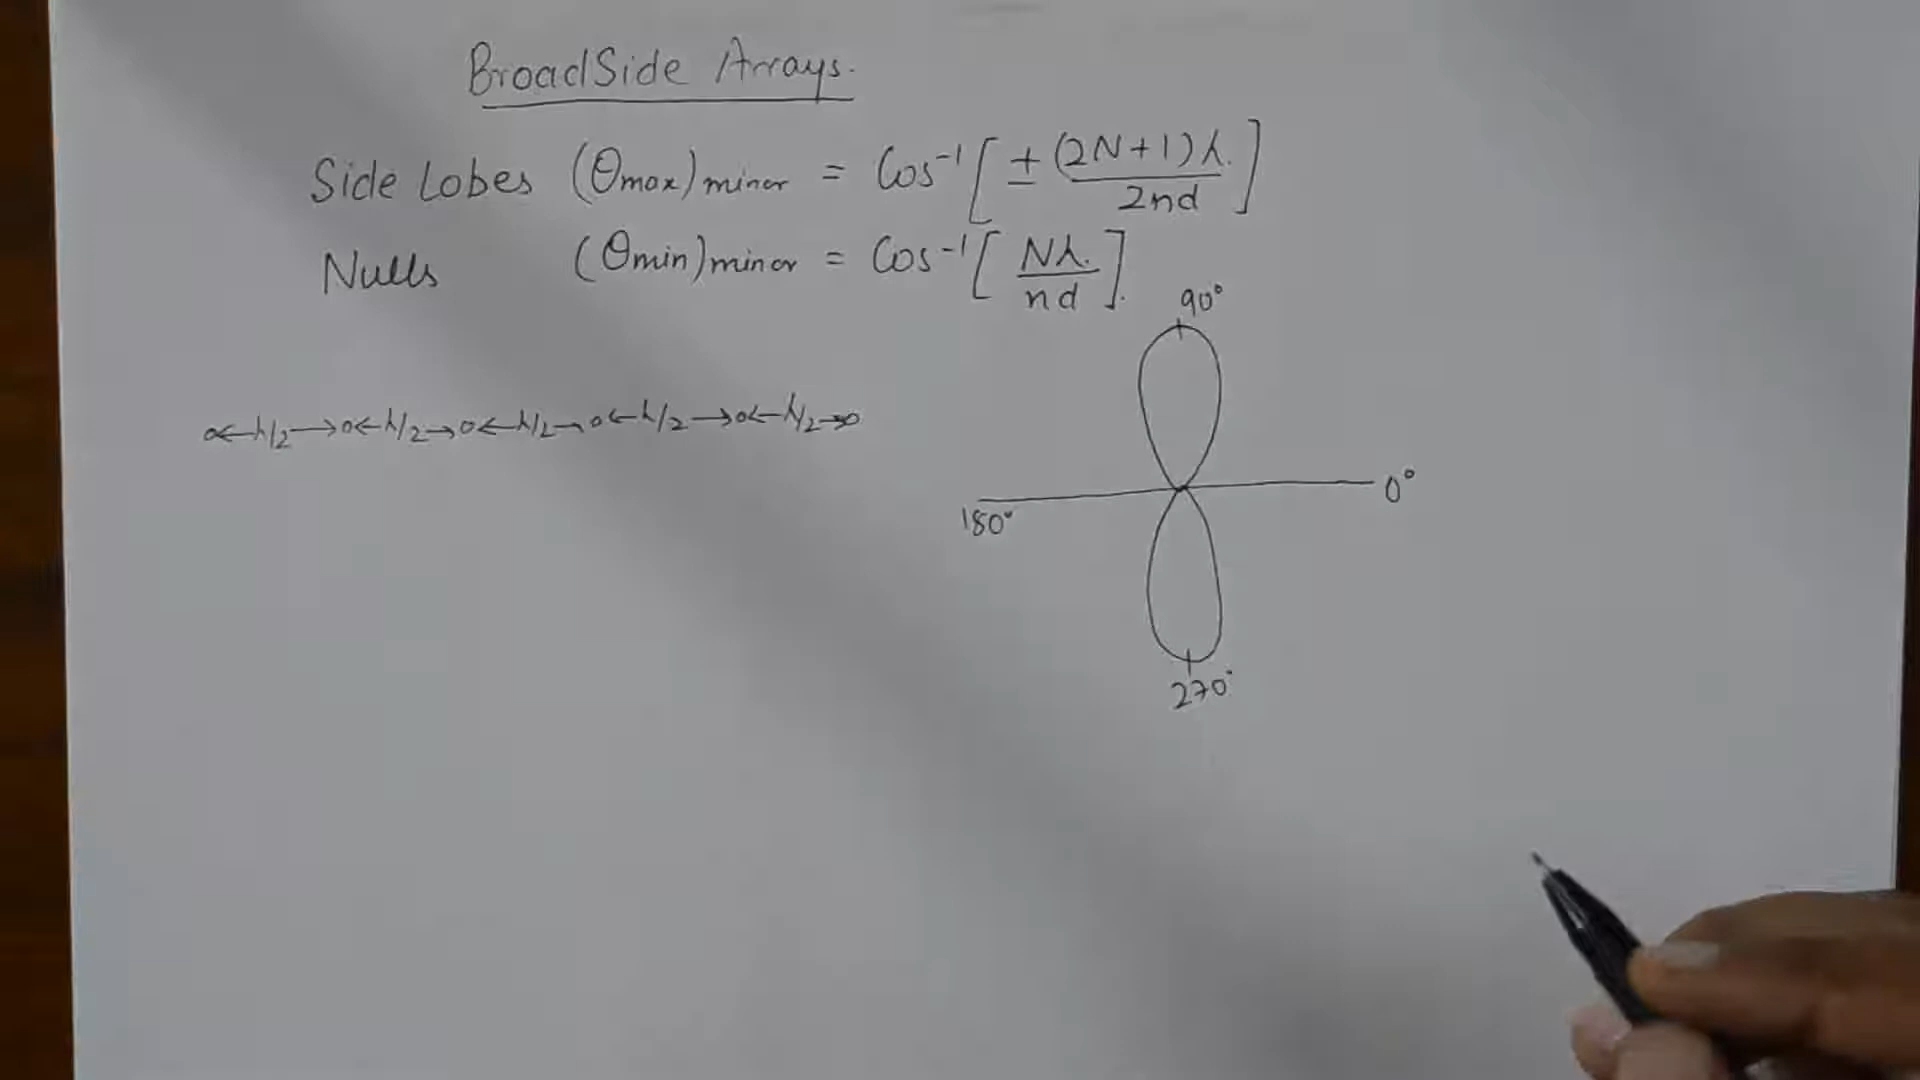 BroadSide Arrays.
Side Lobes (θmax)minor = Cos⁻¹ [ ± (2N+1)λ. / 2nd ]
Nulls (θmin)minor = Cos⁻¹ [ Nλ. / nd ].
90°
o←λ/2→o←λ/2→o←λ/2→o←λ/2→o←λ/2→o
0°
180°
270°